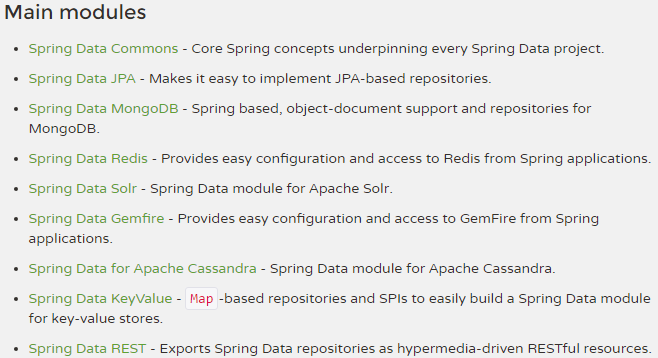 Main modules
• Spring Data Commons - Core Spring concepts underpinning every Spring Data project.
• Spring Data JPA - Makes it easy to implement JPA-based repositories.
• Spring Data MongoDB - Spring based, object-document support and repositories for
MongoDB.
• Spring Data Redis - Provides easy configuration and access to Redis from Spring applications.
• Spring Data Solr - Spring Data module for Apache Solr.
• Spring Data Gemfire - Provides easy configuration and access to GemFire from Spring
applications.
• Spring Data for Apache Cassandra - Spring Data module for Apache Cassandra.
• Spring Data KeyValue - Map-based repositories and SPIs to easily build a Spring Data module
for key-value stores.
• Spring Data REST - Exports Spring Data repositories as hypermedia-driven RESTful resources.